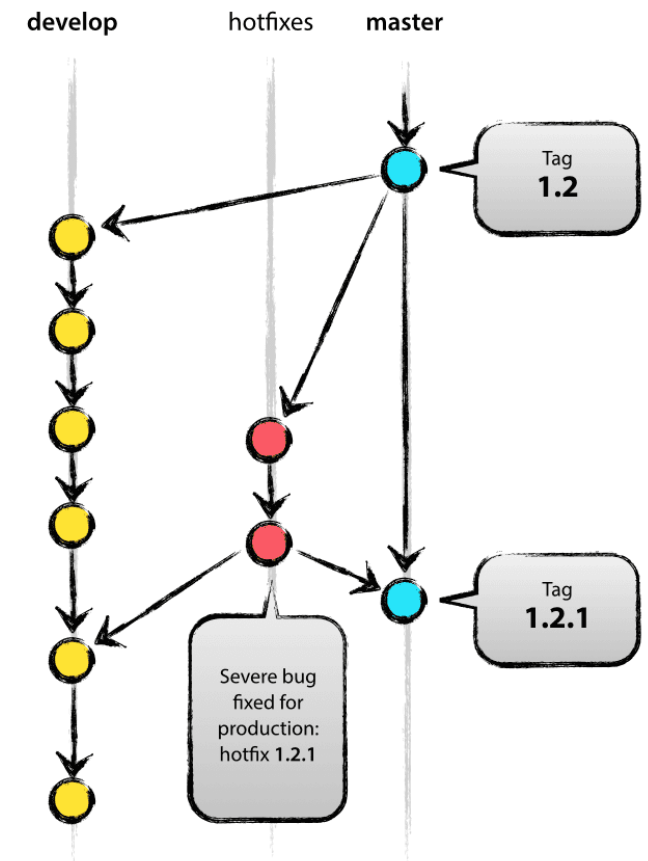 develop
hotfixes
master
Tag
1.2
Tag
1.2.1
Severe bug
fixed for
production:
hotfix 1.2.1